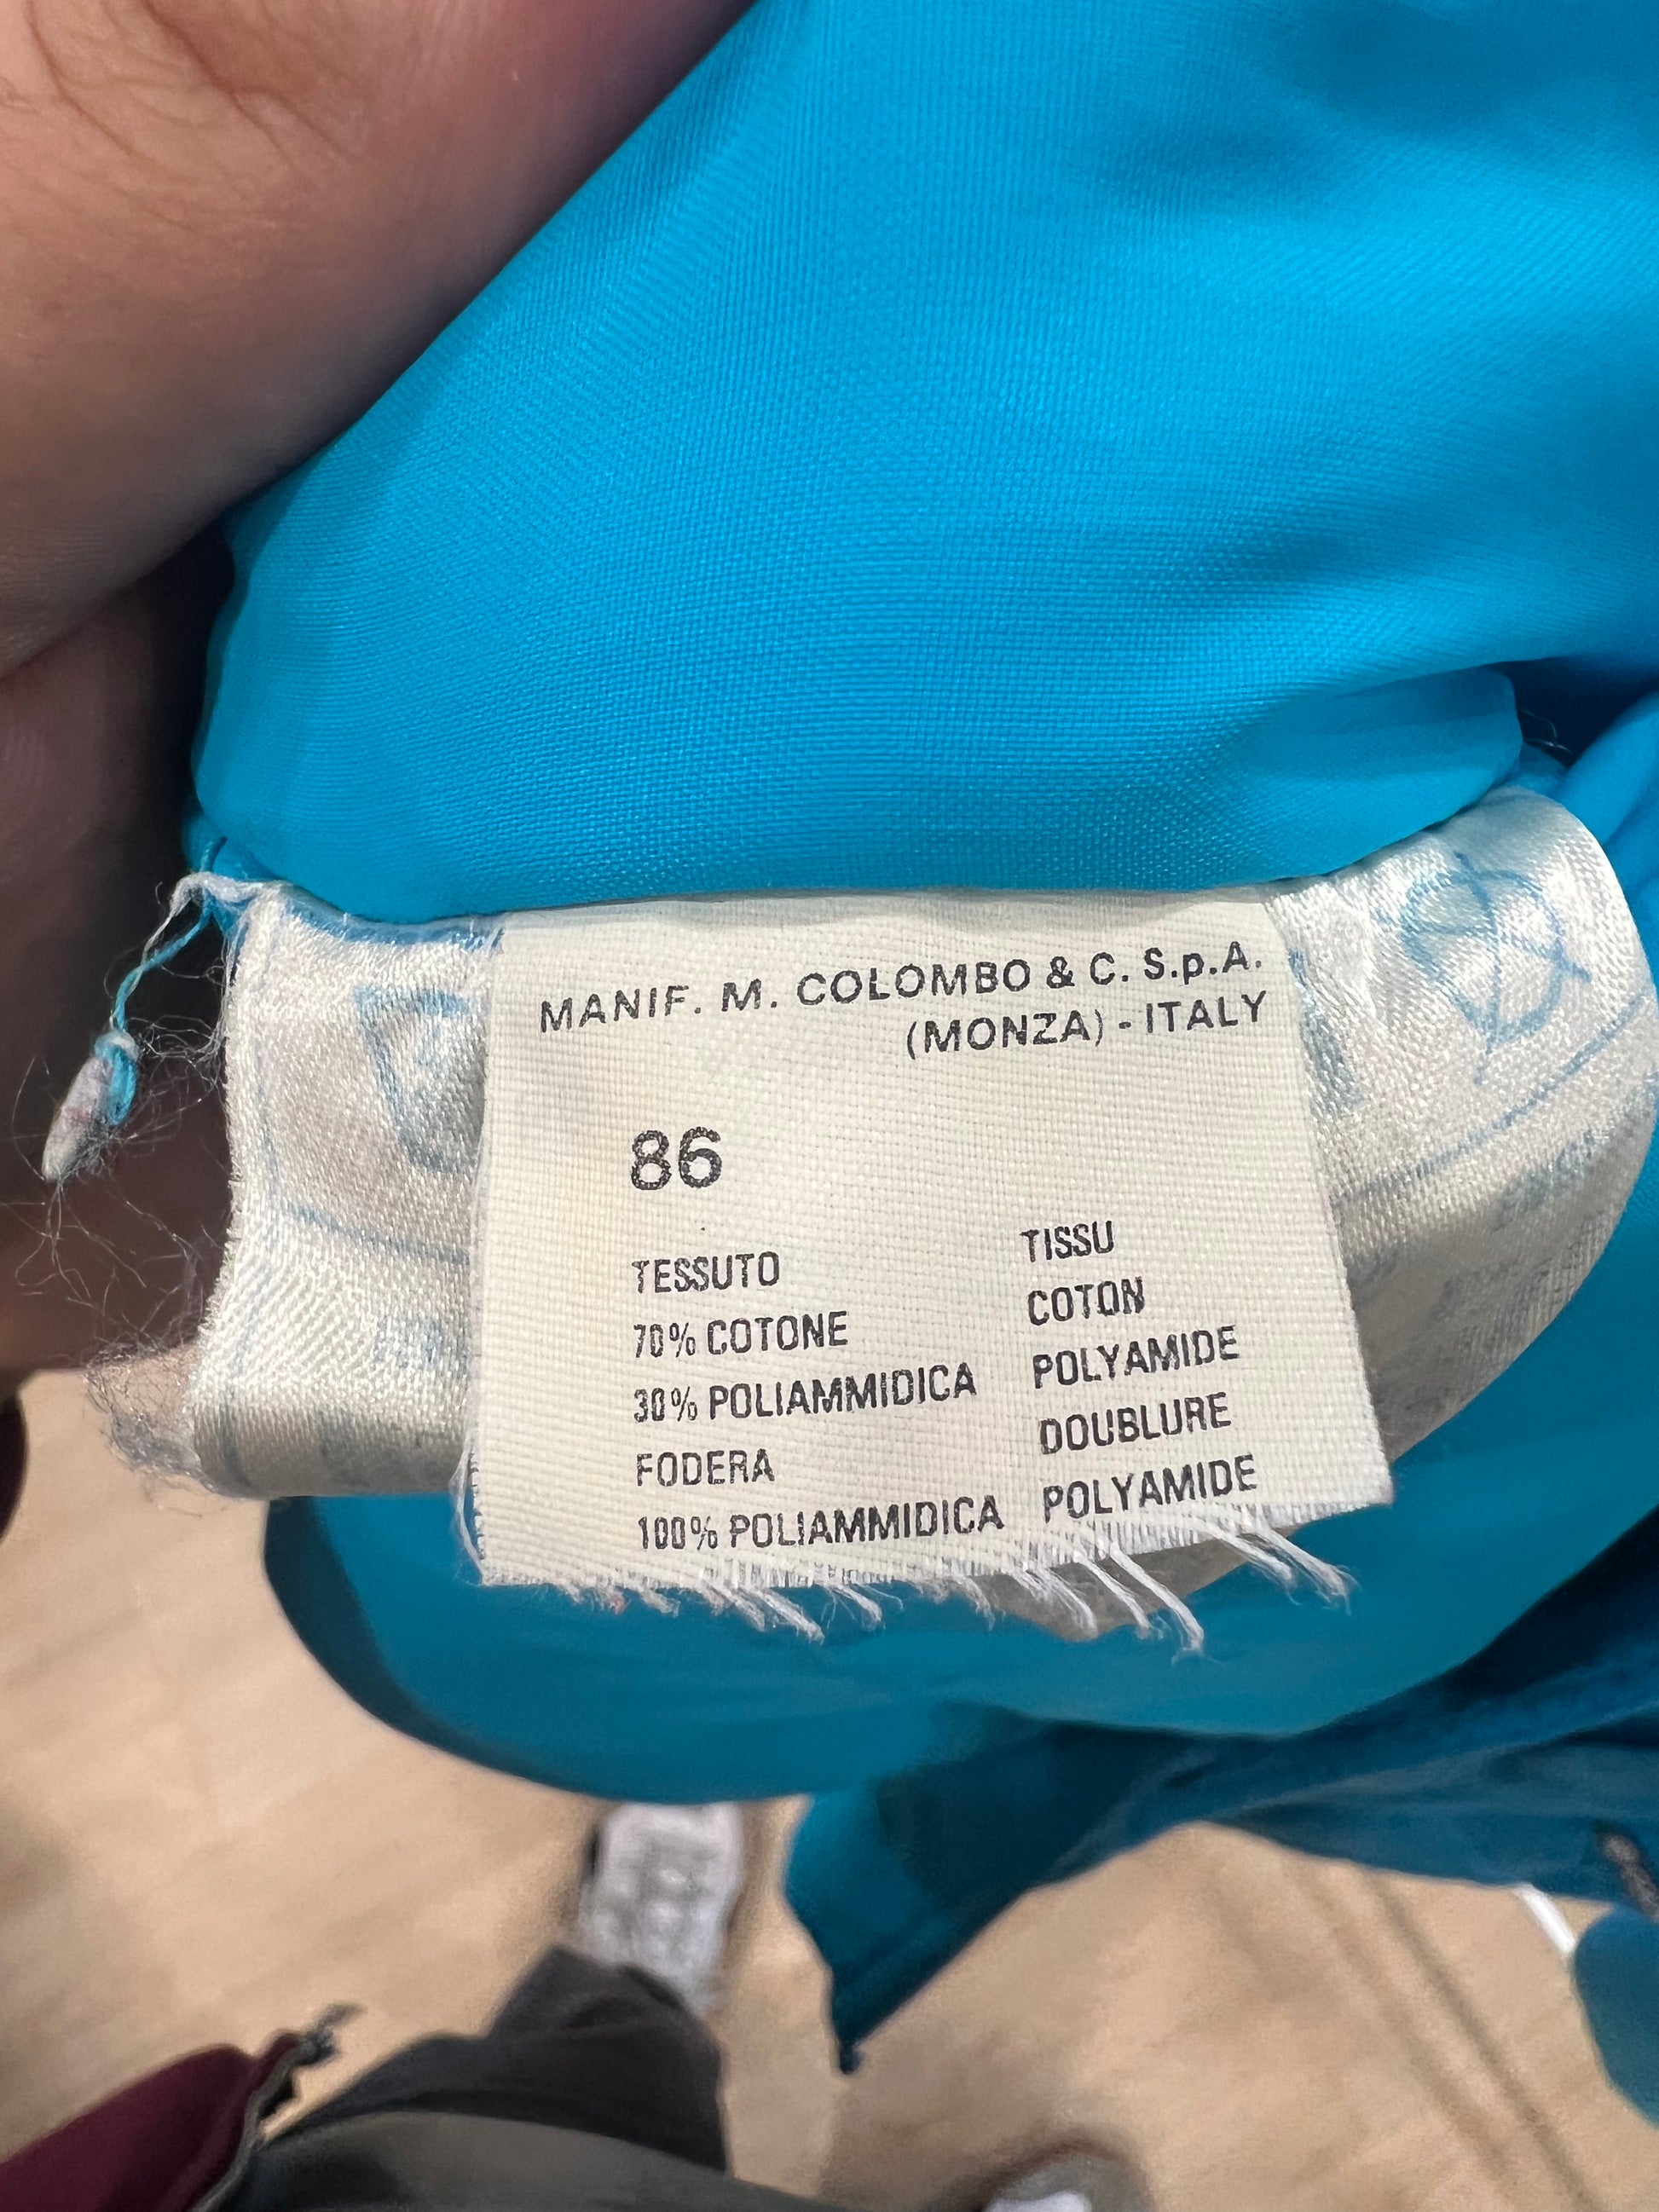 MANIF. M. COLOMBO & C. S.p.A.
(MONZA) - ITALY
86
TESSUTO TISSU
70% COTONE COTON
30% POLIAMMIDICA POLYAMIDE
FODERA DOUBLURE
100% POLIAMMIDICA POLYAMIDE